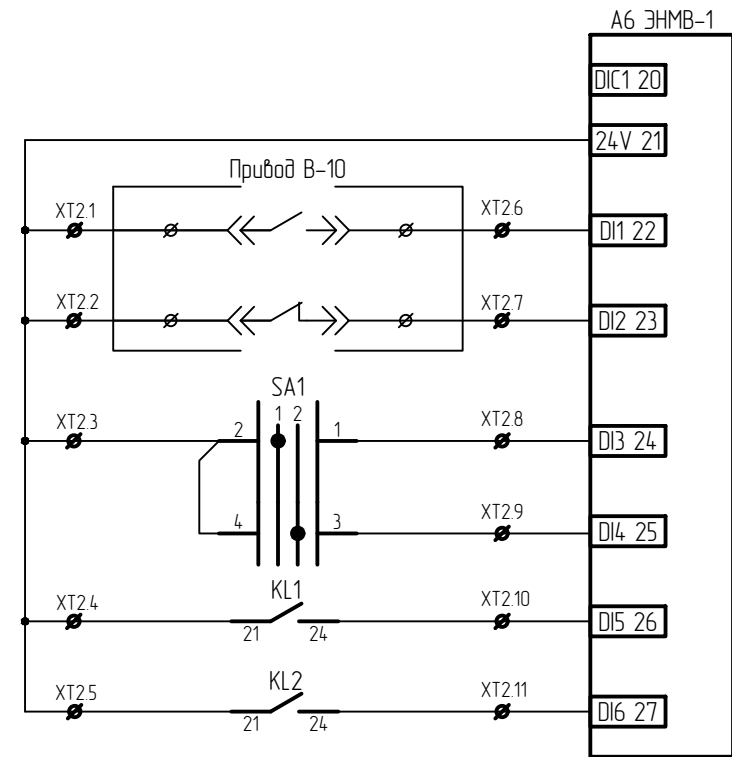 А6 ЭНМВ-1
DIC1 20
24V 21
Привод В-10
XT2.1
XT2.6
DI1 22
XT2.2
XT2.7
DI2 23
SA1
1 2
XT2.3
2
1
XT2.8
DI3 24
4
3
XT2.9
DI4 25
KL1
XT2.4
21
24
XT2.10
DI5 26
KL2
XT2.5
21
24
XT2.11
DI6 27